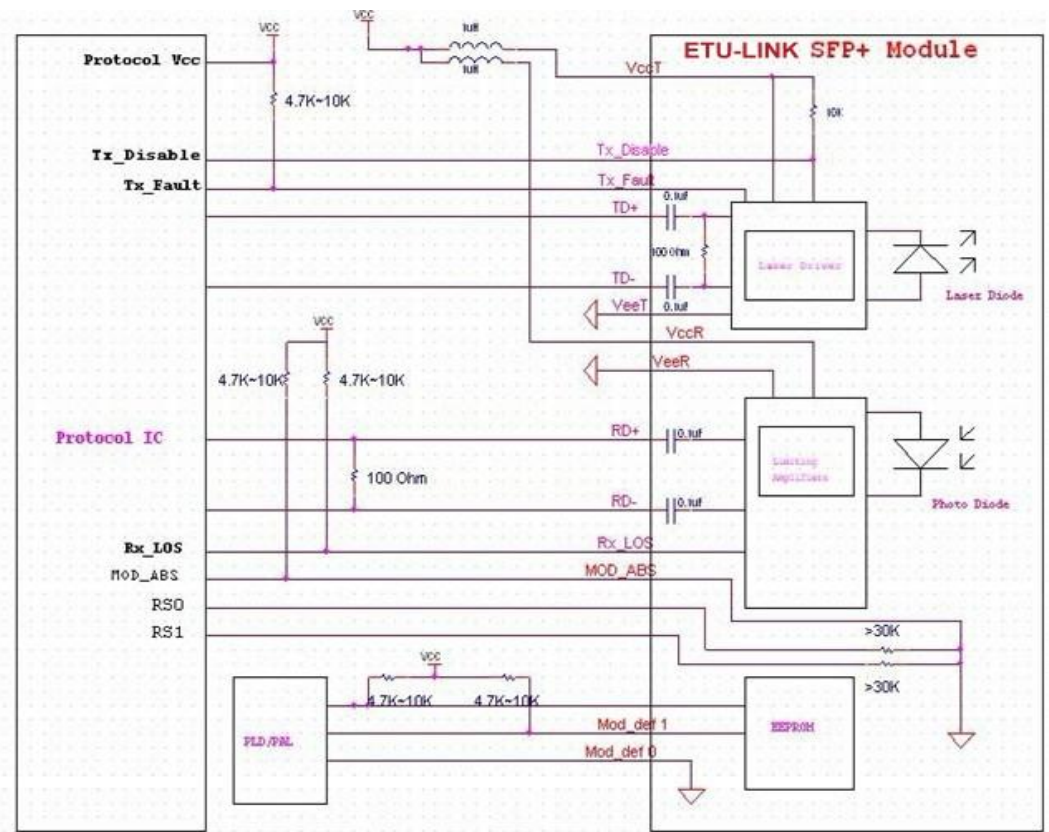 Vcc
Vcc
1uH
1uH
ETU-LINK SFP+ Module
Protocol Vcc
VccT
4.7K~10K
10K
Tx_Disable
Tx_Disable
Tx_Fault
Tx_Fault
0.1uf
TD+
100 Ohm
Laser Driver
TD-
Laser Diode
VeeT
0.1uf
Vcc
VccR
VeeR
4.7K~10K
4.7K~10K
Protocol IC
RD+
0.1uf
Limiting
Amplifiers
100 Ohm
RD-
0.1uf
Photo Diode
Rx_LOS
Rx_LOS
MOD_ABS
MOD_ABS
RS0
RS1
>30K
Vcc
>30K
4.7K~10K
4.7K~10K
Mod_def 1
PLD/PAL
EEPROM
Mod_def 0